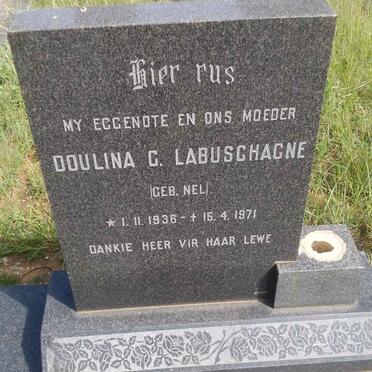 Hier rus
MY EGGENOTE EN ONS MOEDER
DOULINA C. LABUSCHAGNE
(GEB. NEL)
* 1. 11. 1936 - † 15. 4. 1971
DANKIE HEER VIR HAAR LEWE